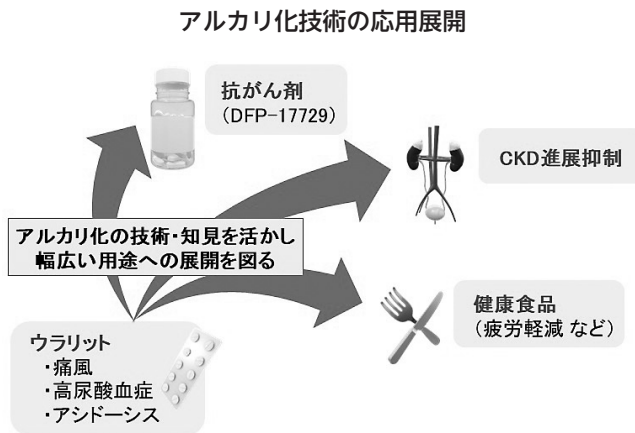 アルカリ化技術の応用展開
抗がん剤
（DFP-17729）
CKD進展抑制
アルカリ化の技術・知見を活かし
幅広い用途への展開を図る
健康食品
（疲労軽減 など）
ウラリット
・痛風
・高尿酸血症
・アシドーシス